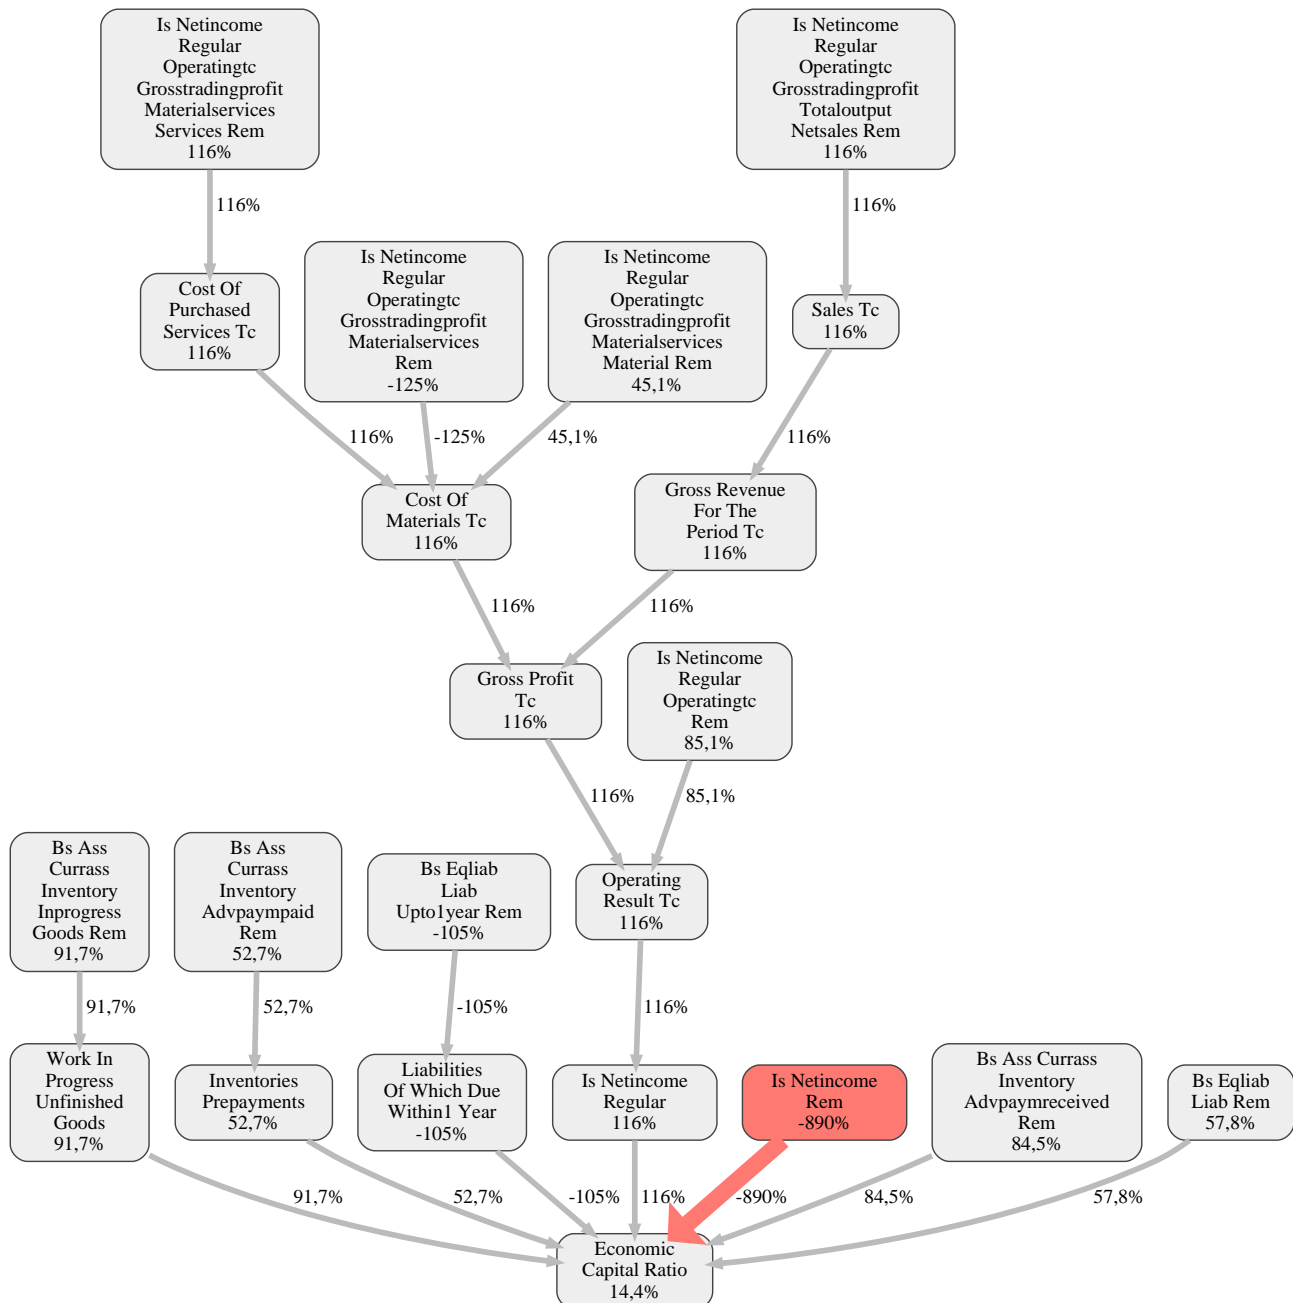 Is Netincome
Regular
Operatingtc
Grosstradingprofit
Materialservices
Services Rem
116%
Is Netincome
Regular
Operatingtc
Grosstradingprofit
Totaloutput
Netsales Rem
116%
116%
116%
Is Netincome
Regular
Operatingtc
Grosstradingprofit
Materialservices
Rem
-125%
Is Netincome
Regular
Operatingtc
Grosstradingprofit
Materialservices
Material Rem
45,1%
Cost Of
Purchased
Services Tc
116%
Sales Tc
116%
116%
-125%
45,1%
116%
Cost Of
Materials Tc
116%
Gross Revenue
For The
Period Tc
116%
116%
116%
Gross Profit
Tc
116%
Is Netincome
Regular
Operatingtc
Rem
85,1%
116%
85,1%
Bs Ass
Currass
Inventory
Inprogress
Goods Rem
91,7%
Bs Ass
Currass
Inventory
Advpaympaid
Rem
52,7%
Bs Eqliab
Liab
Upto1year Rem
-105%
Operating
Result Tc
116%
91,7%
52,7%
-105%
116%
Work In
Progress
Unfinished
Goods
91,7%
Inventories
Prepayments
52,7%
Liabilities
Of Which Due
Within1 Year
-105%
Is Netincome
Regular
116%
Is Netincome
Rem
-890%
Bs Ass Currass
Inventory
Advpaymreceived
Rem
84,5%
Bs Eqliab
Liab Rem
57,8%
91,7%
52,7%
-105%
116%
-890%
84,5%
57,8%
Economic
Capital Ratio
14,4%